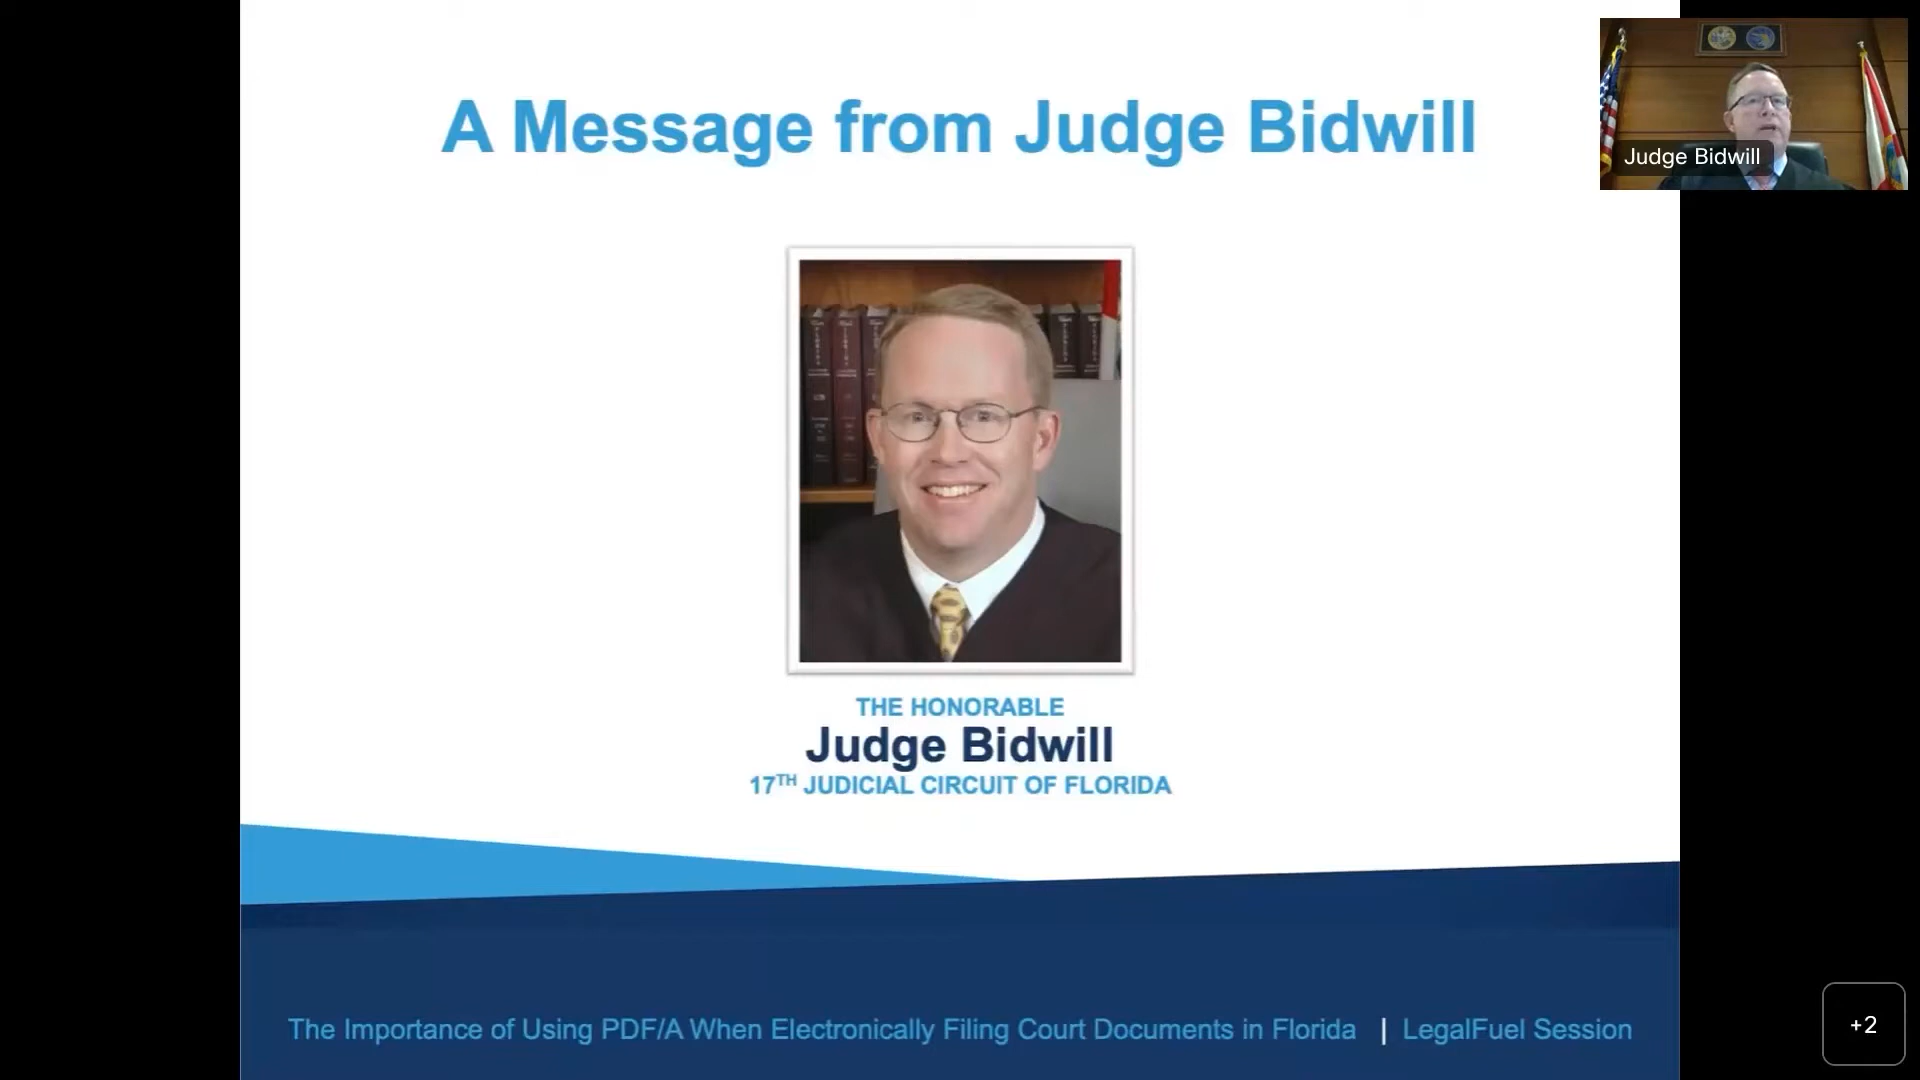 A Message from Judge Bidwill
Judge Bidwill
THE HONORABLE
Judge Bidwill
17TH JUDICIAL CIRCUIT OF FLORIDA
The Importance of Using PDF/A When Electronically Filing Court Documents in Florida | LegalFuel Session
+2